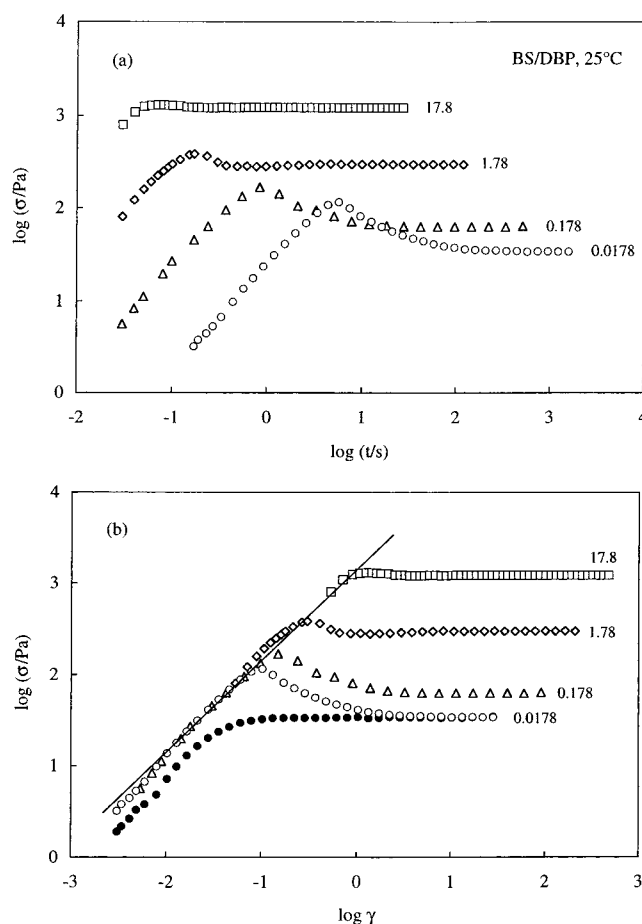 4
3
2
1
0
(a)
BS/DBP, 25°C
17.8
1.78
0.178
0.0178
log (σ/Pa)
−2 −1 0 1 2 3 4
log (t/s)
4
3
2
1
0
(b)
17.8
1.78
0.178
0.0178
log (σ/Pa)
−3 −2 −1 0 1 2 3
log γ